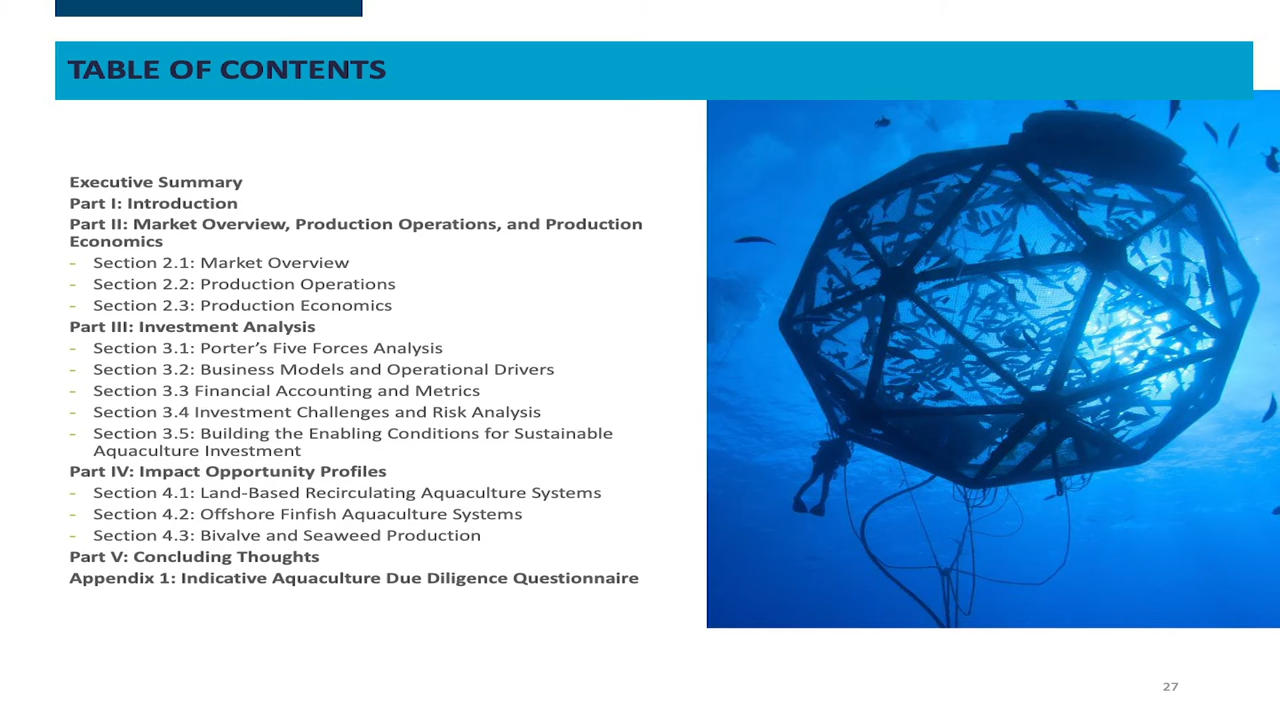 TABLE OF CONTENTS
Executive Summary
Part I: Introduction
Part II: Market Overview, Production Operations, and Production
Economics
- Section 2.1: Market Overview
- Section 2.2: Production Operations
- Section 2.3: Production Economics
Part III: Investment Analysis
- Section 3.1: Porter’s Five Forces Analysis
- Section 3.2: Business Models and Operational Drivers
- Section 3.3 Financial Accounting and Metrics
- Section 3.4 Investment Challenges and Risk Analysis
- Section 3.5: Building the Enabling Conditions for Sustainable
Aquaculture Investment
Part IV: Impact Opportunity Profiles
- Section 4.1: Land-Based Recirculating Aquaculture Systems
- Section 4.2: Offshore Finfish Aquaculture Systems
- Section 4.3: Bivalve and Seaweed Production
Part V: Concluding Thoughts
Appendix 1: Indicative Aquaculture Due Diligence Questionnaire
27